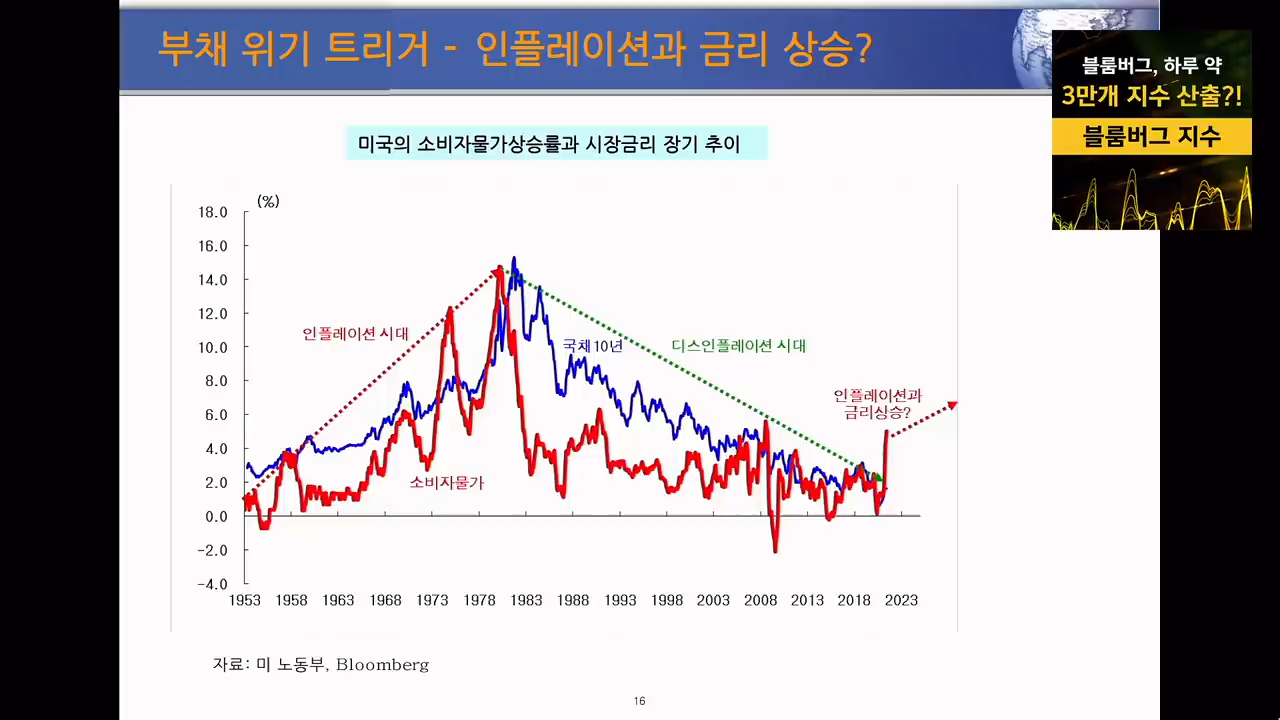 부채 위기 트리거 - 인플레이션과 금리 상승?
블룸버그, 하루 약
3만개 지수 산출?!
블룸버그 지수
미국의 소비자물가상승률과 시장금리 장기 추이
(%)
18.0
16.0
14.0
12.0
10.0
8.0
6.0
4.0
2.0
0.0
-2.0
-4.0
인플레이션 시대
국채10년
디스인플레이션 시대
인플레이션과
금리상승?
소비자물가
1953 1958 1963 1968 1973 1978 1983 1988 1993 1998 2003 2008 2013 2018 2023
자료: 미 노동부, Bloomberg
16